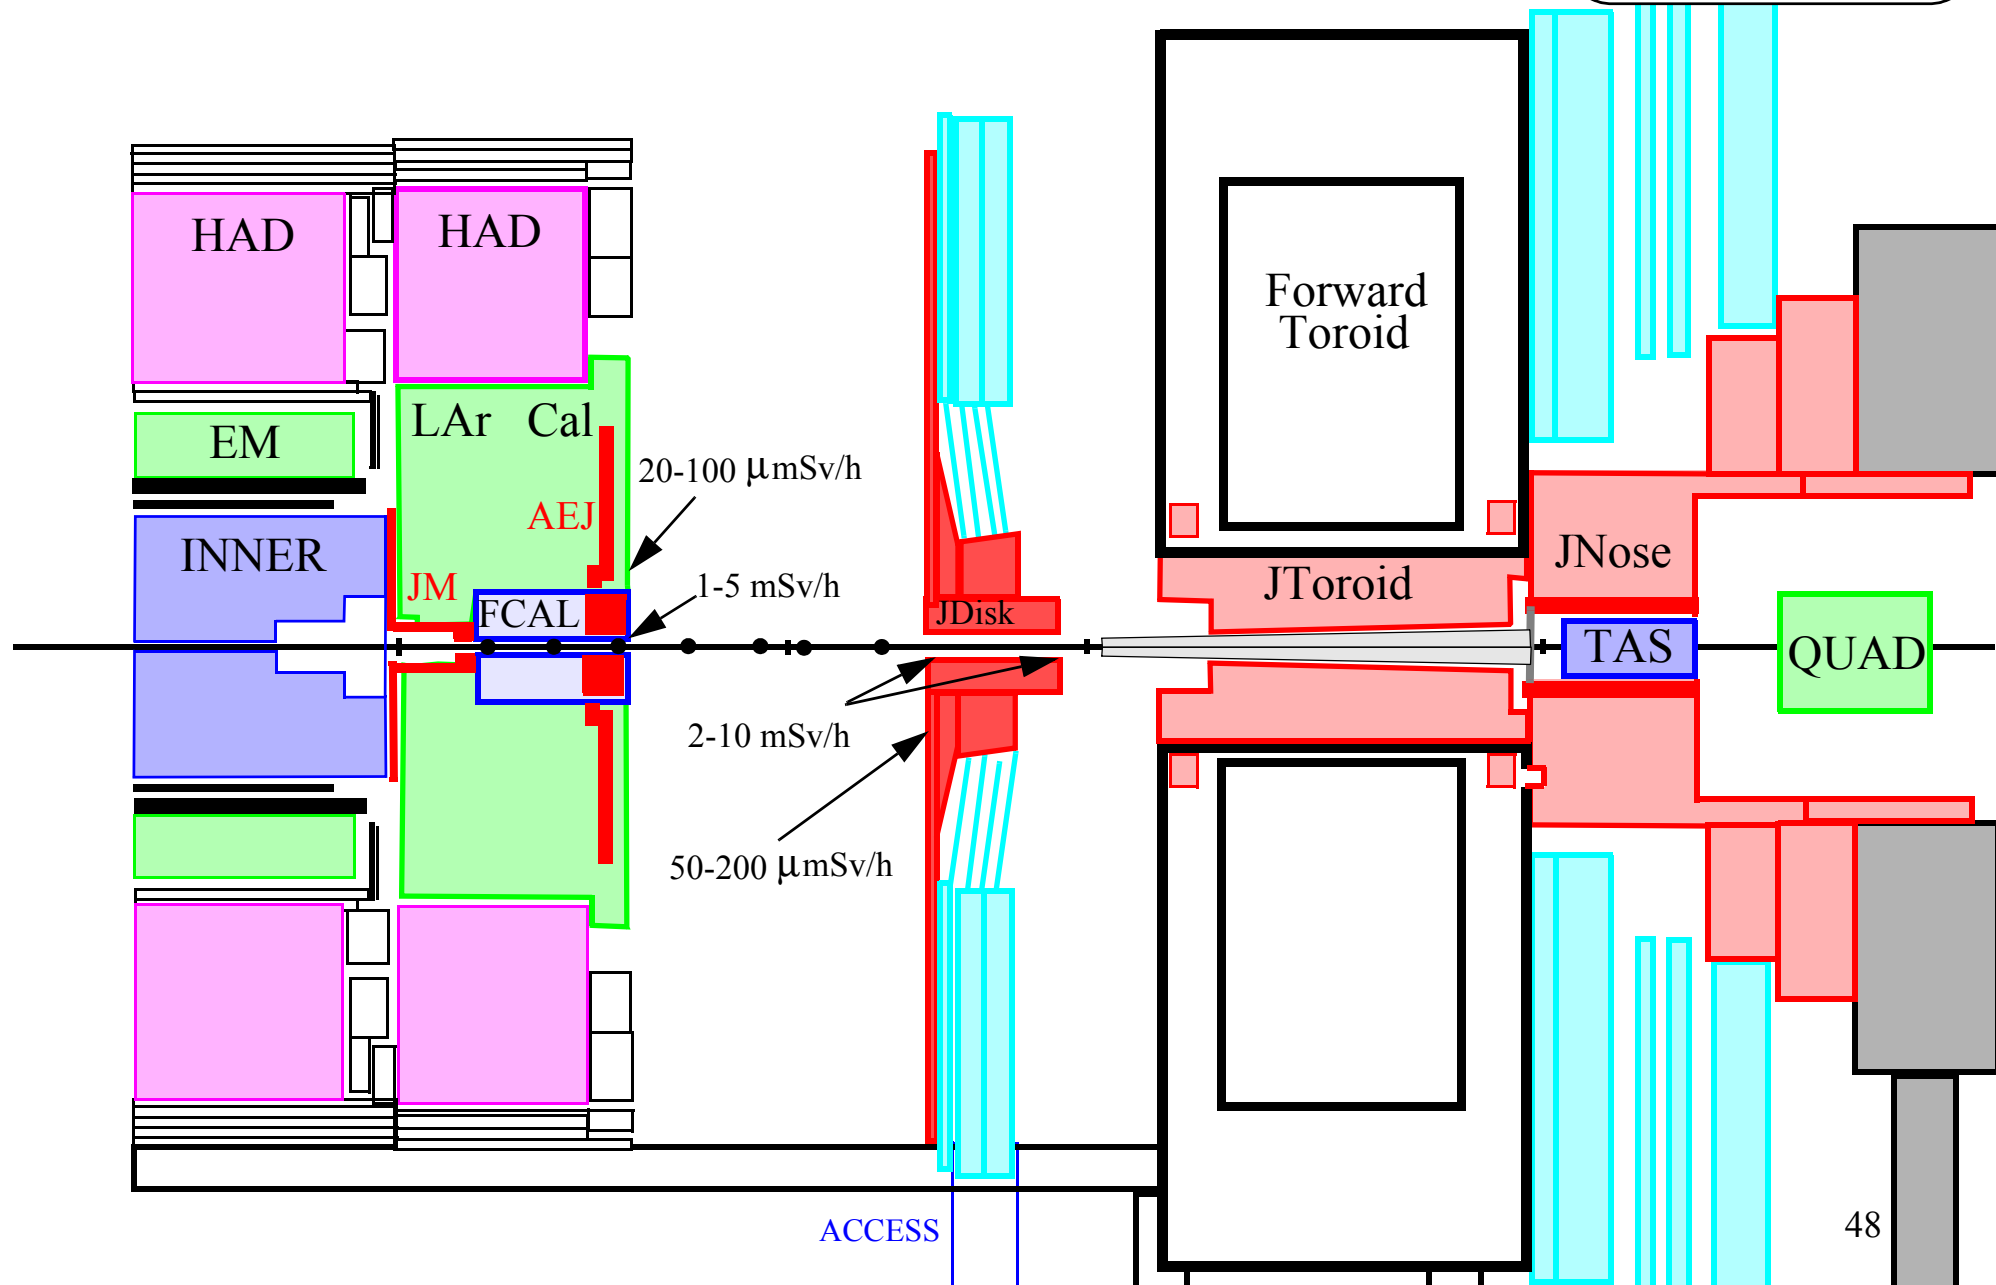 HAD
HAD
Forward
Toroid
LAr Cal
EM
20-100 μmSv/h
AEJ
JNose
INNER
JM
1-5 mSv/h
JToroid
FCAL
JDisk
TAS
QUAD
2-10 mSv/h
50-200 μmSv/h
ACCESS
48